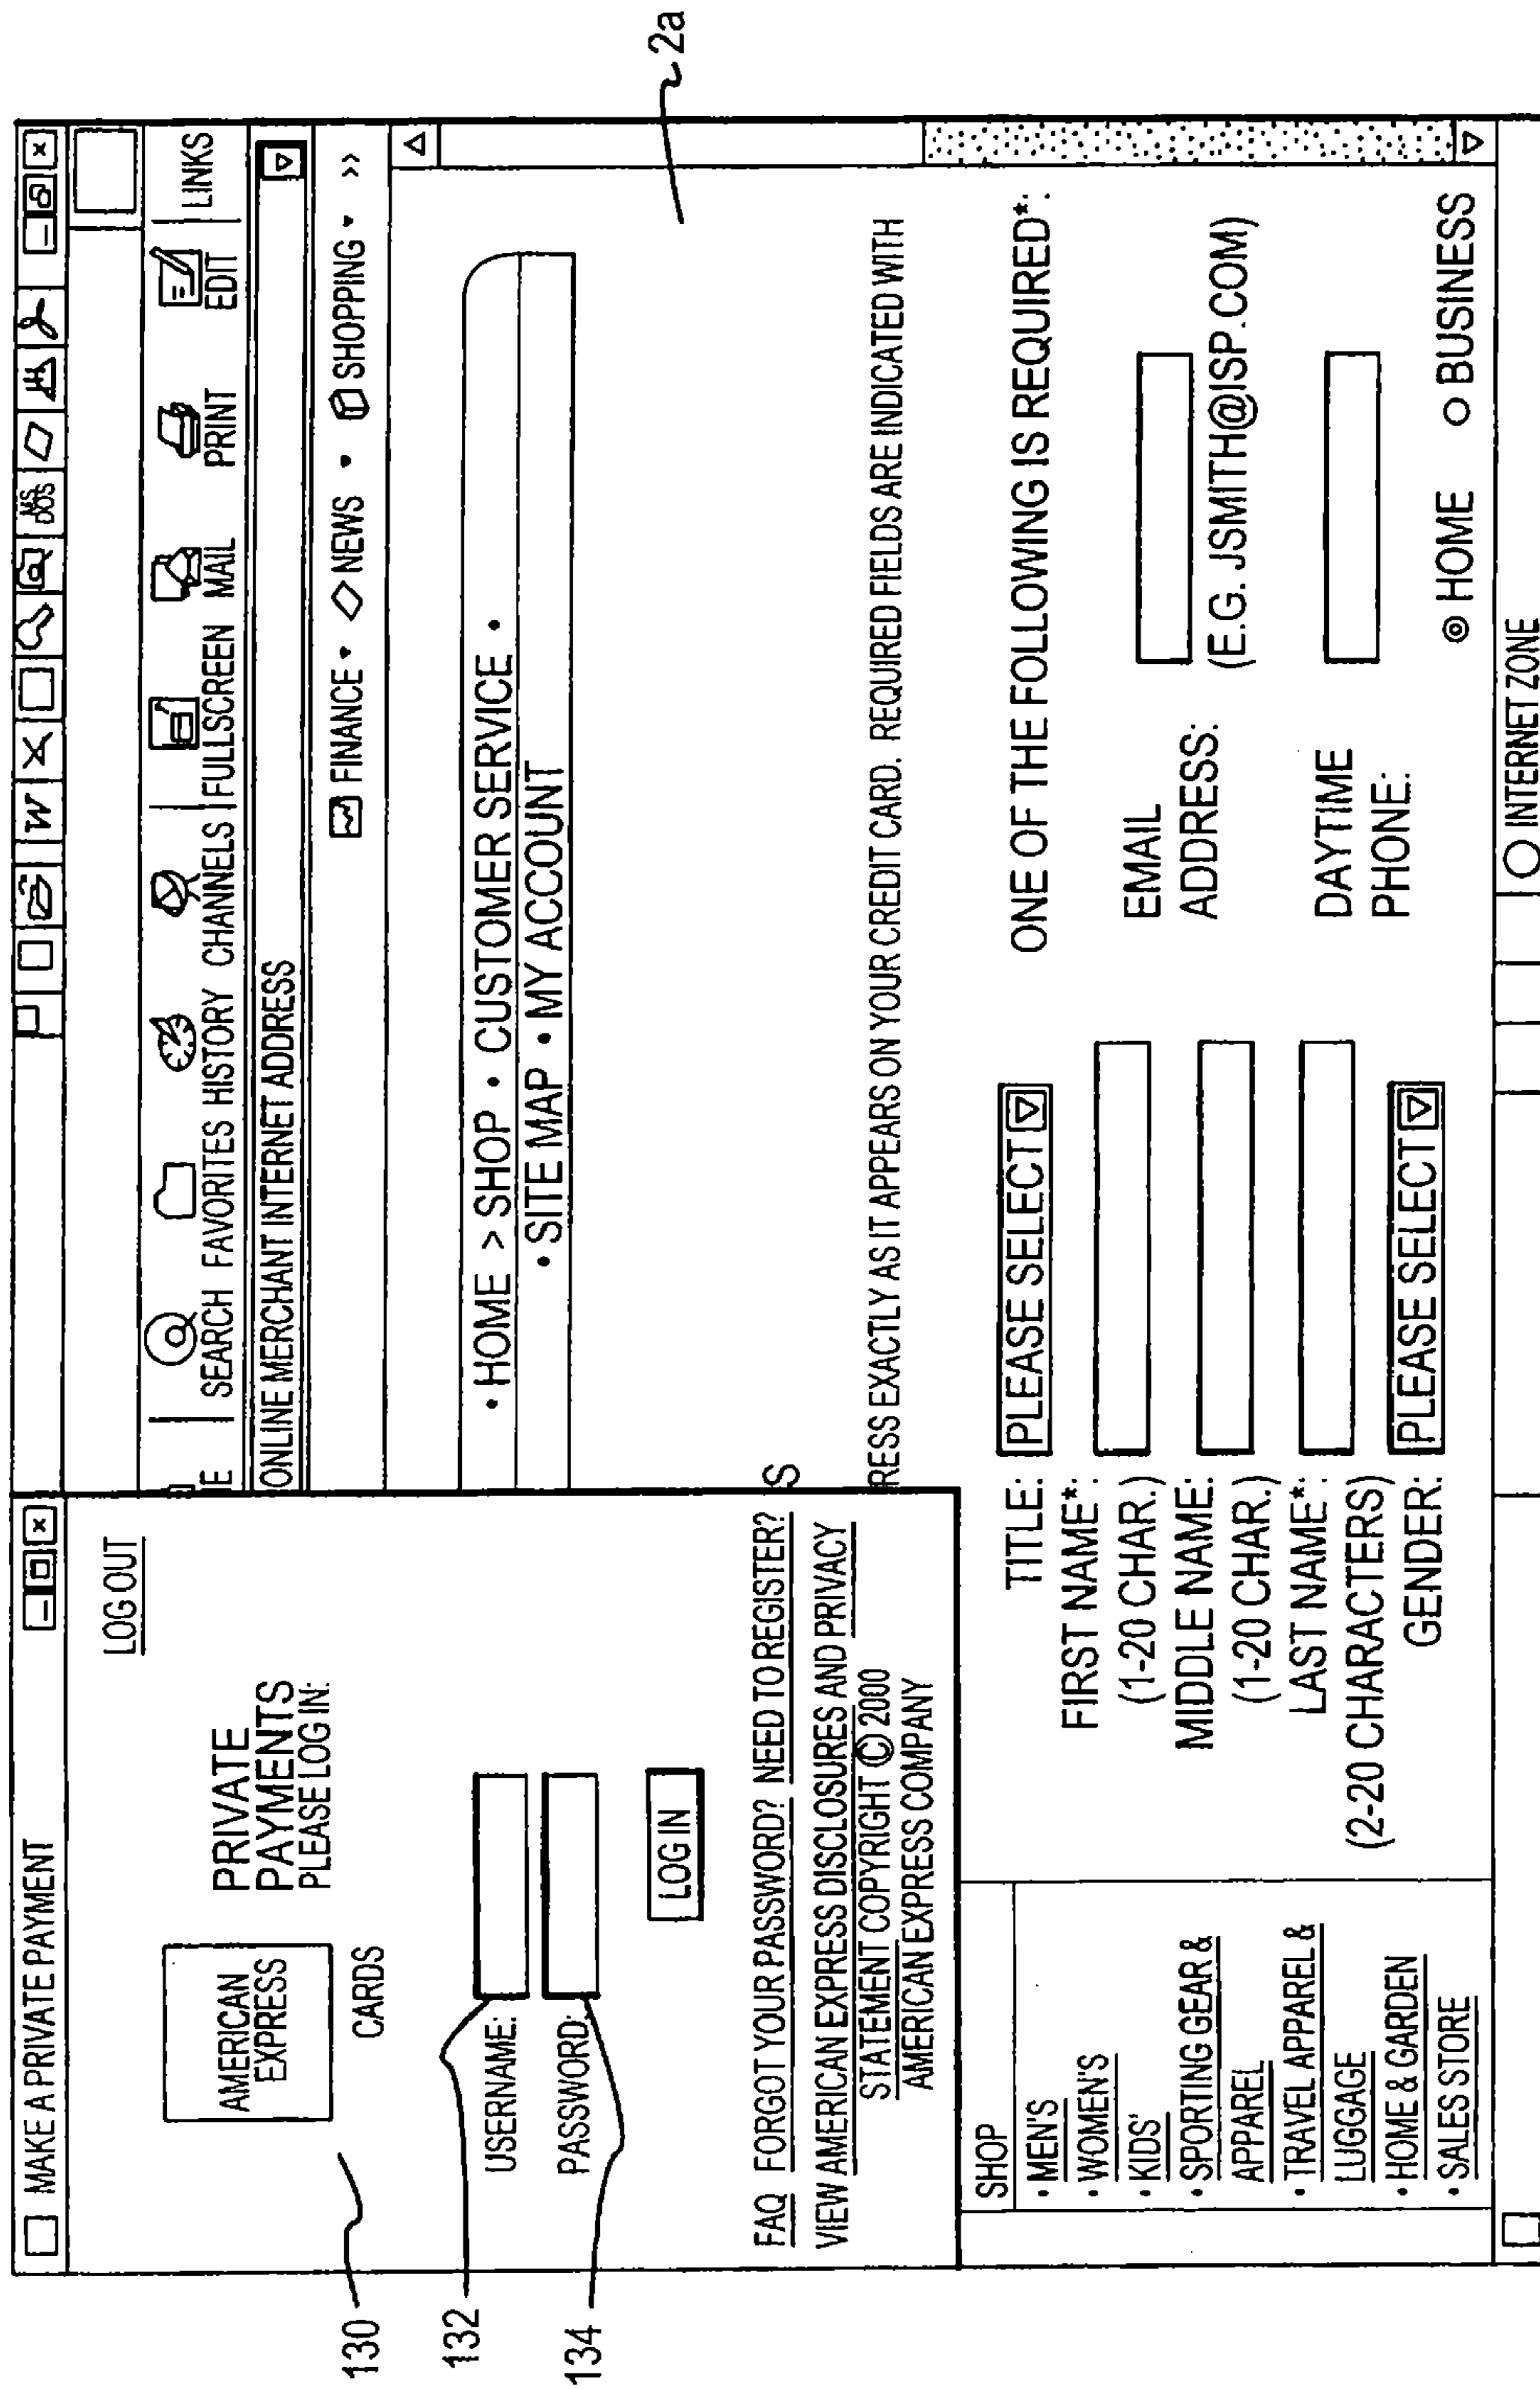 MAKE A PRIVATE PAYMENT
LOG OUT
AMERICAN
EXPRESS
CARDS
PRIVATE
PAYMENTS
PLEASE LOG IN:
USERNAME:
PASSWORD:
LOG IN
FAQ FORGOT YOUR PASSWORD? NEED TO REGISTER?
VIEW AMERICAN EXPRESS DISCLOSURES AND PRIVACY
STATEMENT COPYRIGHT © 2000
AMERICAN EXPRESS COMPANY
130
132
134
W
X
MS
DOS
E
SEARCH FAVORITES HISTORY CHANNELS FULLSCREEN MAIL PRINT EDIT LINKS
ONLINE MERCHANT INTERNET ADDRESS
FINANCE NEWS SHOPPING >>
• HOME > SHOP • CUSTOMER SERVICE •
• SITE MAP • MY ACCOUNT
2a
S
RESS EXACTLY AS IT APPEARS ON YOUR CREDIT CARD. REQUIRED FIELDS ARE INDICATED WITH
SHOP
• MEN'S
• WOMEN'S
• KIDS'
• SPORTING GEAR &
APPAREL
• TRAVEL APPAREL &
LUGGAGE
• HOME & GARDEN
• SALES STORE
TITLE: PLEASE SELECT
FIRST NAME*:
(1-20 CHAR.)
MIDDLE NAME:
(1-20 CHAR.)
LAST NAME*:
(2-20 CHARACTERS)
GENDER: PLEASE SELECT
ONE OF THE FOLLOWING IS REQUIRED*:
EMAIL
ADDRESS:
(E.G. JSMITH@ISP.COM)
DAYTIME
PHONE:
HOME BUSINESS
INTERNET ZONE